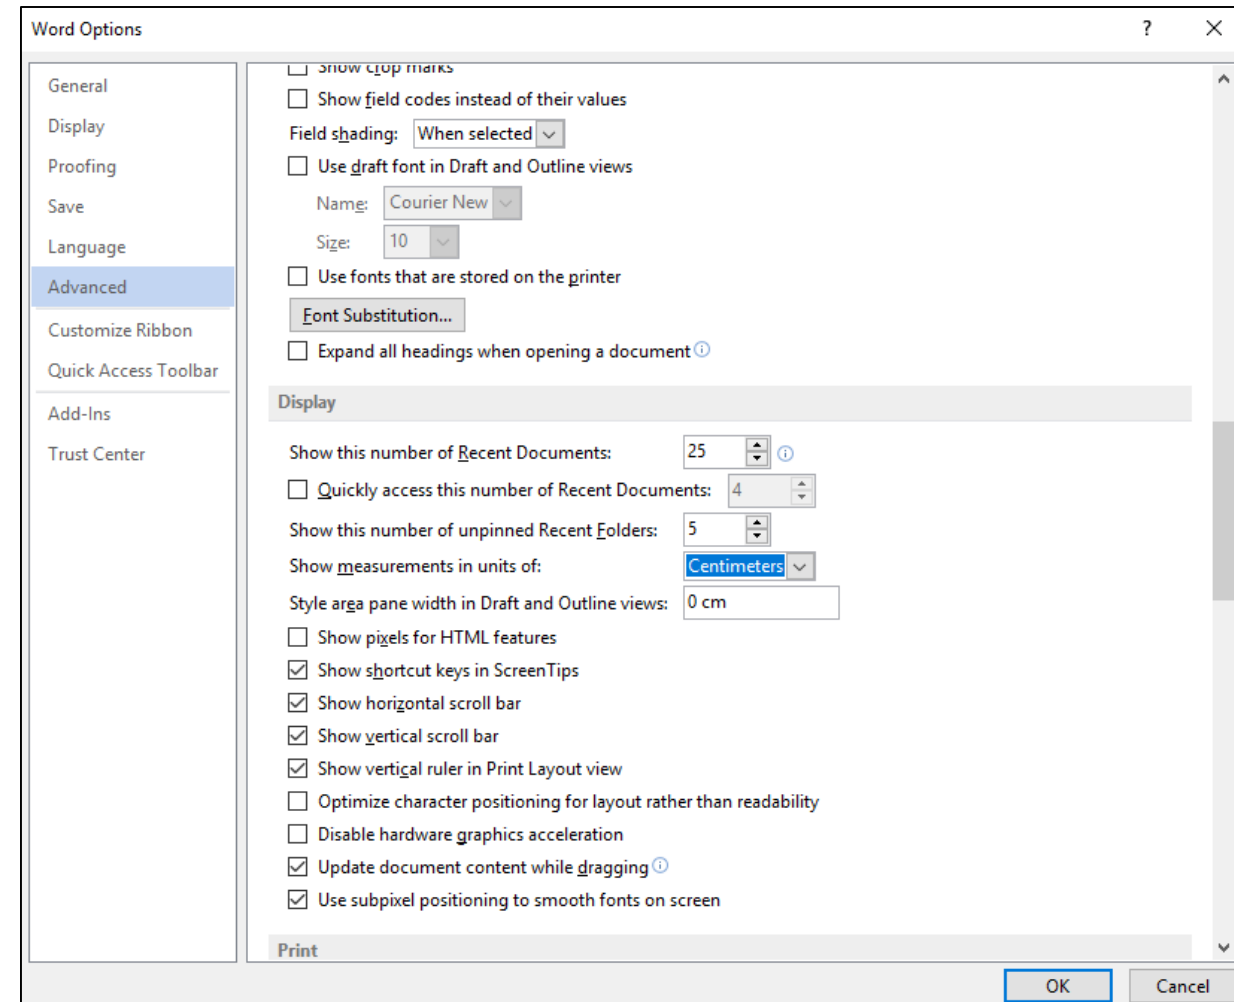 Word Options
?
General
Display
Proofing
Save
Language
Advanced
Customize Ribbon
Quick Access Toolbar
Add-Ins
Trust Center
Show crop marks
Show field codes instead of their values
Field shading: When selected
Use draft font in Draft and Outline views
Name: Courier New
Size: 10
Use fonts that are stored on the printer
Font Substitution...
Expand all headings when opening a document
Display
Show this number of Recent Documents: 25
Quickly access this number of Recent Documents: 4
Show this number of unpinned Recent Folders: 5
Show measurements in units of: Centimeters
Style area pane width in Draft and Outline views: 0 cm
Show pixels for HTML features
Show shortcut keys in ScreenTips
Show horizontal scroll bar
Show vertical scroll bar
Show vertical ruler in Print Layout view
Optimize character positioning for layout rather than readability
Disable hardware graphics acceleration
Update document content while dragging
Use subpixel positioning to smooth fonts on screen
Print
OK Cancel